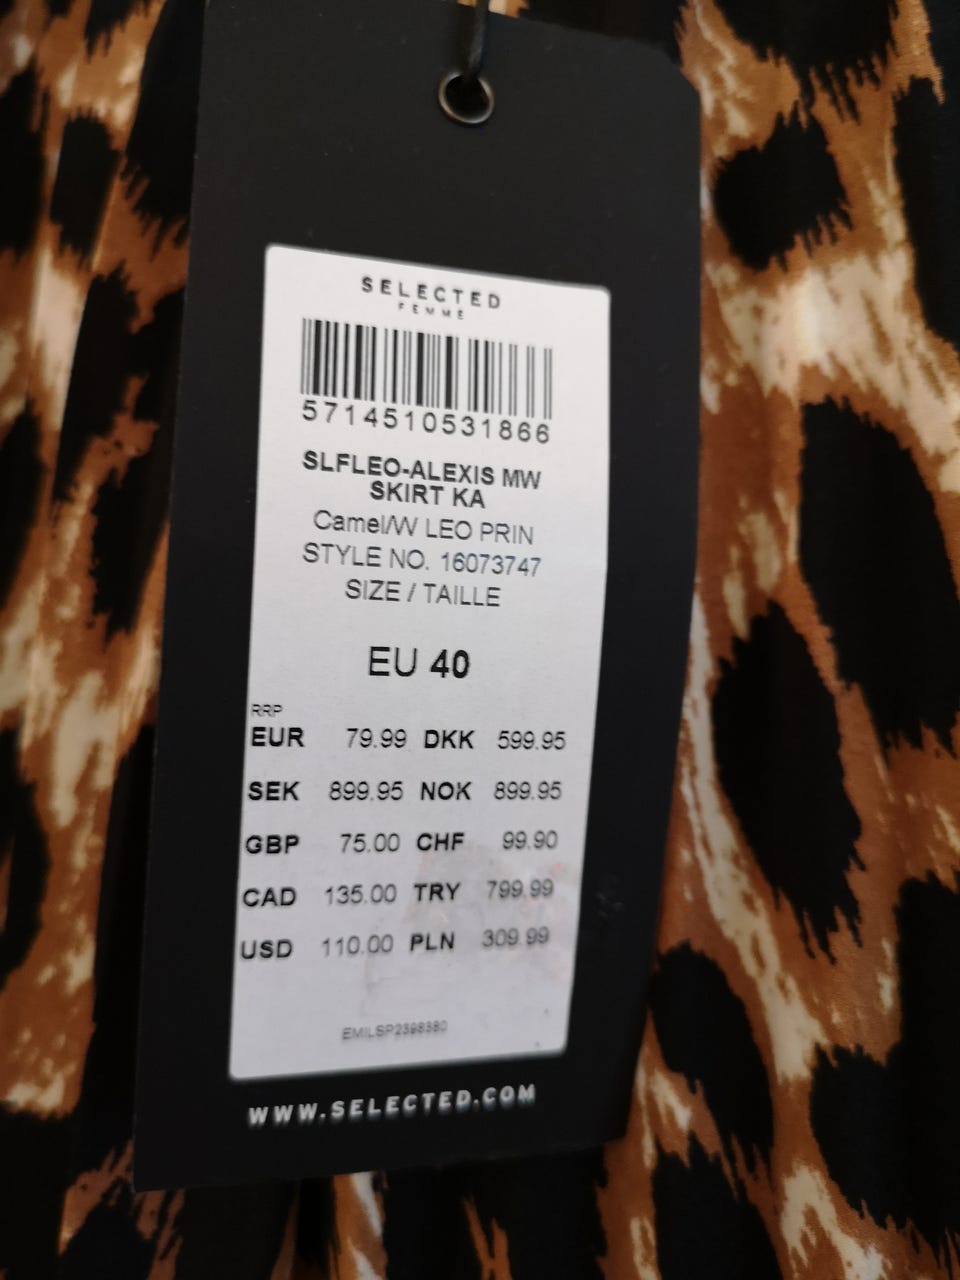 SELECTED
FEMME
5714510531866
SLFLEO-ALEXIS MW
SKIRT KA
Camel/W LEO PRIN
STYLE NO. 16073747
SIZE / TAILLE
EU 40
RRP
EUR 79.99 DKK 599.95
SEK 899.95 NOK 899.95
GBP 75.00 CHF 99.90
CAD 135.00 TRY 799.99
USD 110.00 PLN 309.99
EMILSP2398380
WWW.SELECTED.COM